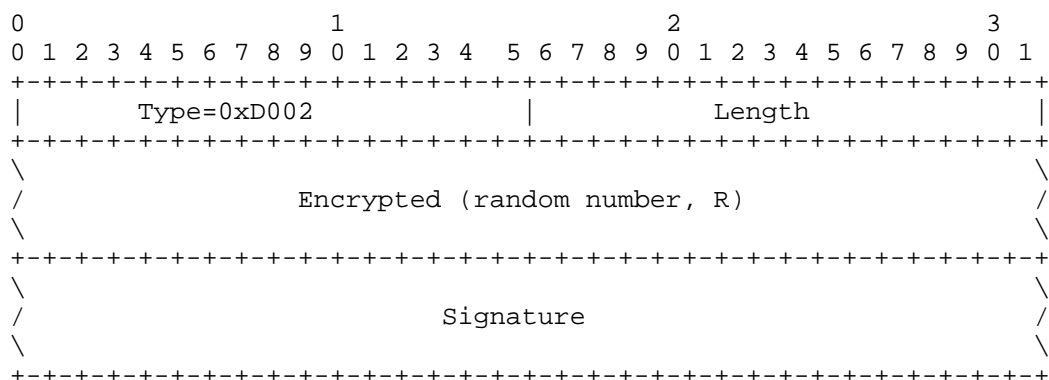 0                   1                     2                   3
0 1 2 3 4 5 6 7 8 9 0 1 2 3 4  5 6 7 8 9 0 1 2 3 4 5 6 7 8 9 0 1
+-+-+-+-+-+-+-+-+-+-+-+-+-+-+-+-+-+-+-+-+-+-+-+-+-+-+-+-+-+-+-+-+
|       Type=0xD002             |           Length              |
+-+-+-+-+-+-+-+-+-+-+-+-+-+-+-+-+-+-+-+-+-+-+-+-+-+-+-+-+-+-+-+-+
\                                                               \
/                 Encrypted (random number, R)                  /
\                                                               \
+-+-+-+-+-+-+-+-+-+-+-+-+-+-+-+-+-+-+-+-+-+-+-+-+-+-+-+-+-+-+-+-+
\                                                               \
/                          Signature                            /
\                                                               \
+-+-+-+-+-+-+-+-+-+-+-+-+-+-+-+-+-+-+-+-+-+-+-+-+-+-+-+-+-+-+-+-+